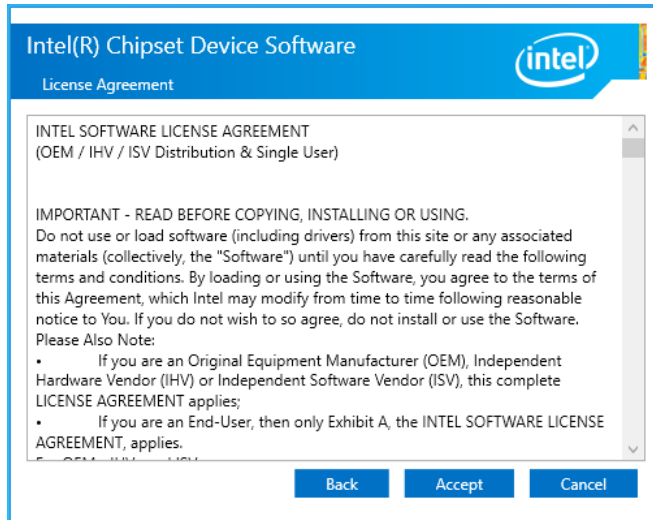 Intel(R) Chipset Device Software
intel
License Agreement
INTEL SOFTWARE LICENSE AGREEMENT
(OEM / IHV / ISV Distribution & Single User)
IMPORTANT - READ BEFORE COPYING, INSTALLING OR USING.
Do not use or load software (including drivers) from this site or any associated
materials (collectively, the "Software") until you have carefully read the following
terms and conditions. By loading or using the Software, you agree to the terms of
this Agreement, which Intel may modify from time to time following reasonable
notice to You. If you do not wish to so agree, do not install or use the Software.
Please Also Note:
• If you are an Original Equipment Manufacturer (OEM), Independent
Hardware Vendor (IHV) or Independent Software Vendor (ISV), this complete
LICENSE AGREEMENT applies;
• If you are an End-User, then only Exhibit A, the INTEL SOFTWARE LICENSE
AGREEMENT, applies.
Back Accept Cancel